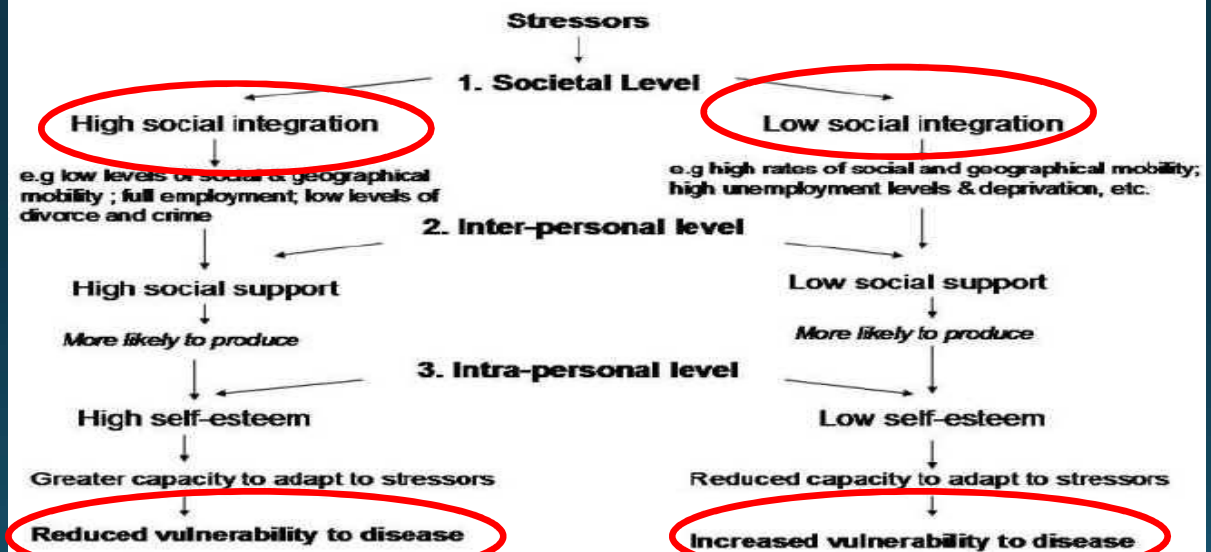 Stressors
1. Societal Level
High social integration
Low social integration
e.g low levels of social & geographical
mobility ; full employment; low levels of
divorce and crime
e.g high rates of social and geographical mobility;
high unemployment levels & deprivation, etc.
2. Inter-personal level
High social support
Low social support
More likely to produce
More likely to produce
3. Intra-personal level
High self-esteem
Low self-esteem
Greater capacity to adapt to stressors
Reduced capacity to adapt to stressors
Reduced vulnerability to disease
Increased vulnerability to disease